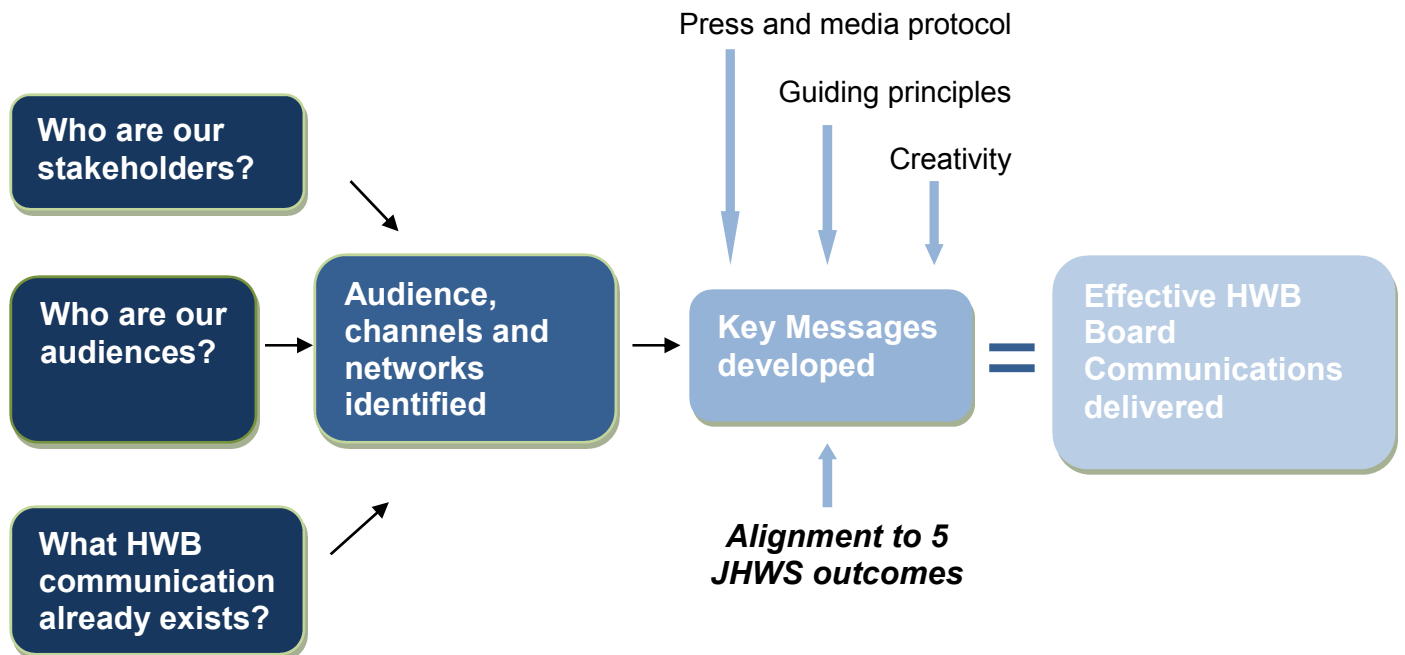 Press and media protocol
Guiding principles
Creativity
Who are our
stakeholders?
Who are our
audiences?
What HWB
communication
already exists?
Audience,
channels and
networks
identified
Key Messages
developed
=
Effective HWB
Board
Communications
delivered
Alignment to 5
JHWS outcomes